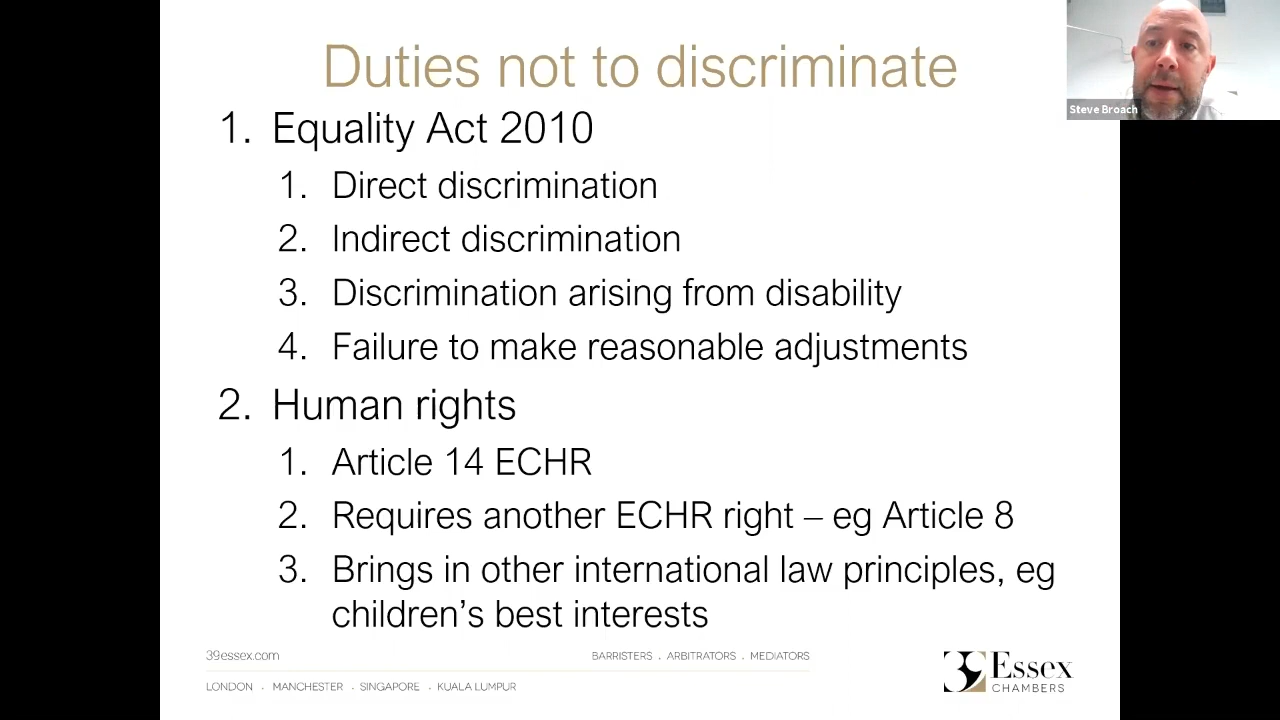 Duties not to discriminate
Steve Broach
1. Equality Act 2010
1. Direct discrimination
2. Indirect discrimination
3. Discrimination arising from disability
4. Failure to make reasonable adjustments
2. Human rights
1. Article 14 ECHR
2. Requires another ECHR right – eg Article 8
3. Brings in other international law principles, eg
children's best interests
39essex.com
BARRISTERS . ARBITRATORS . MEDIATORS
LONDON . MANCHESTER . SINGAPORE . KUALA LUMPUR
39 Essex
CHAMBERS